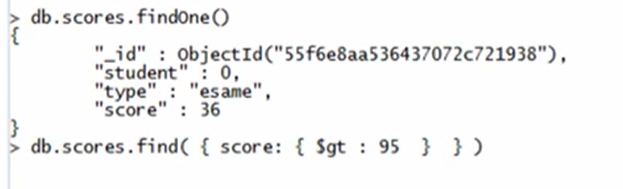 > db.scores.findOne()
{
        "_id" : ObjectId("55f6e8aa536437072c721938"),
        "student" : 0,
        "type" : "esame",
        "score" : 36
}
> db.scores.find( { score: { $gt : 95  }  } )